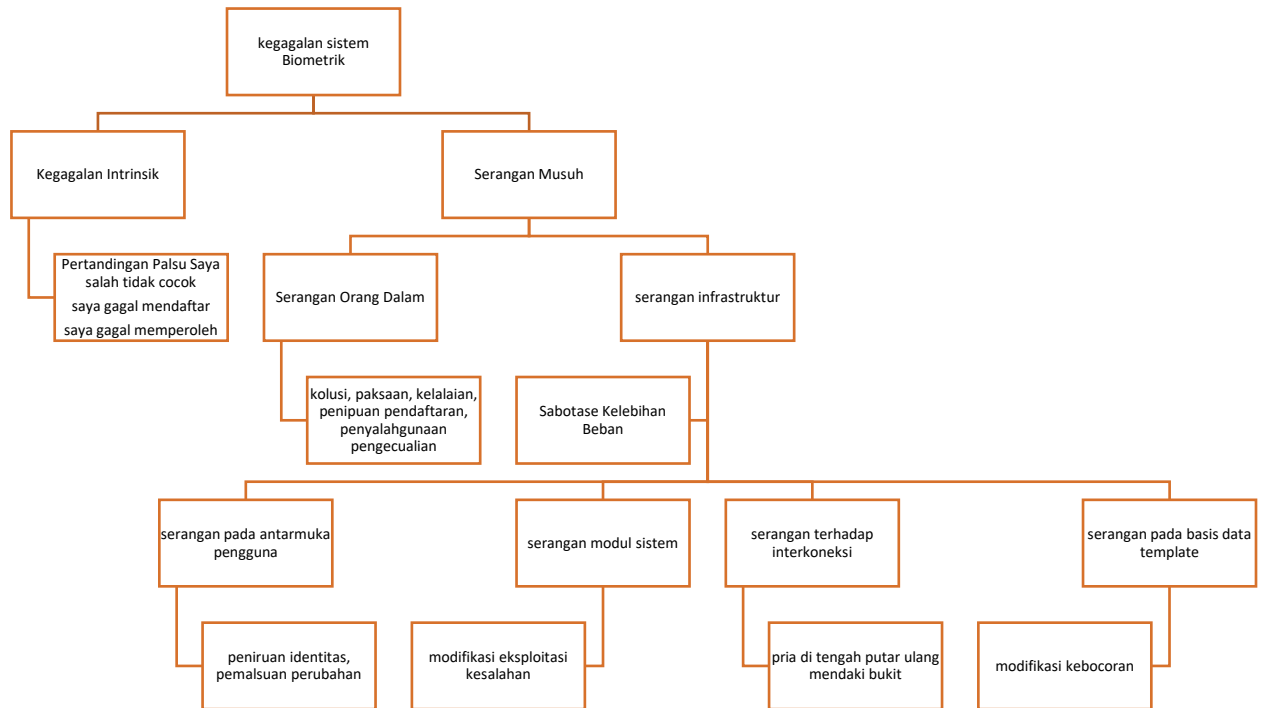 kegagalan sistem
Biometrik
Kegagalan Intrinsik
Serangan Musuh
Pertandingan Palsu Saya
salah tidak cocok
saya gagal mendaftar
saya gagal memperoleh
Serangan Orang Dalam
serangan infrastruktur
kolusi, paksaan, kelalaian,
penipuan pendaftaran,
penyalahgunaan
pengecualian
Sabotase Kelebihan
Beban
serangan pada antarmuka
pengguna
serangan modul sistem
serangan terhadap
interkoneksi
serangan pada basis data
template
peniruan identitas,
pemalsuan perubahan
modifikasi eksploitasi
kesalahan
pria di tengah putar ulang
mendaki bukit
modifikasi kebocoran